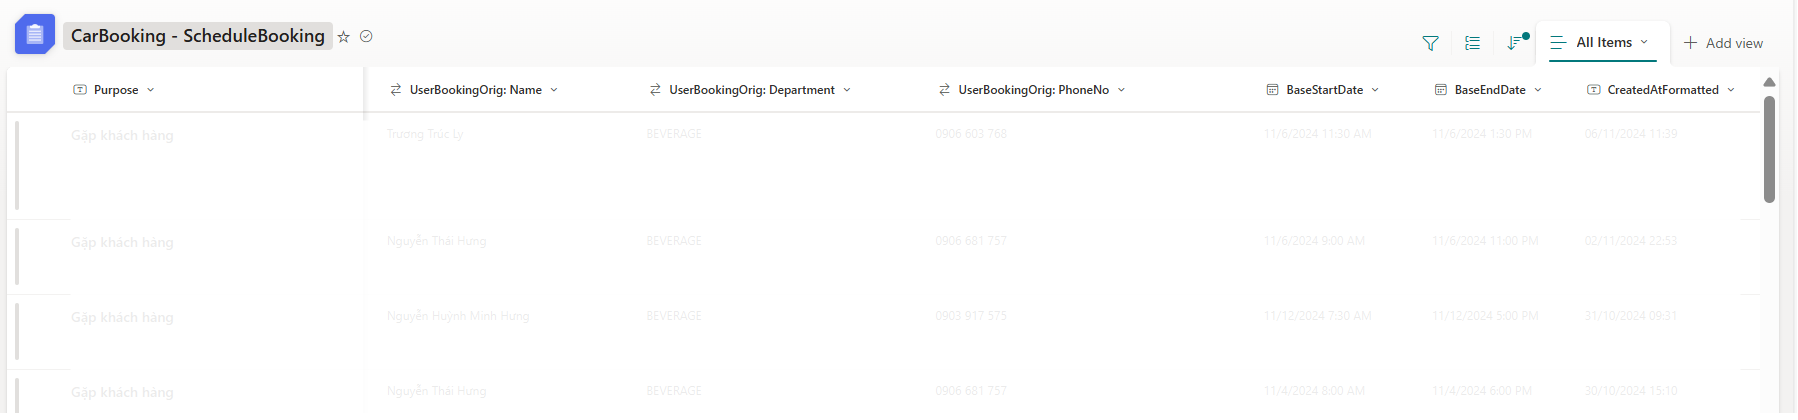 CarBooking - ScheduleBooking
All Items
Add view
Purpose
UserBookingOrig: Name
UserBookingOrig: Department
UserBookingOrig: PhoneNo
BaseStartDate
BaseEndDate
CreatedAtFormatted
Gặp khách hàng
Trương Trúc Ly
BEVERAGE
0906 603 768
11/6/2024 11:30 AM
11/6/2024 1:30 PM
06/11/2024 11:39
Gặp khách hàng
Nguyễn Thái Hưng
BEVERAGE
0906 681 757
11/6/2024 9:00 AM
11/6/2024 11:00 PM
02/11/2024 22:53
Gặp khách hàng
Nguyễn Huỳnh Minh Hưng
BEVERAGE
0903 917 575
11/12/2024 7:30 AM
11/12/2024 5:00 PM
31/10/2024 09:31
Gặp khách hàng
Nguyễn Thái Hưng
BEVERAGE
0906 681 757
11/4/2024 8:00 AM
11/4/2024 6:00 PM
30/10/2024 15:10